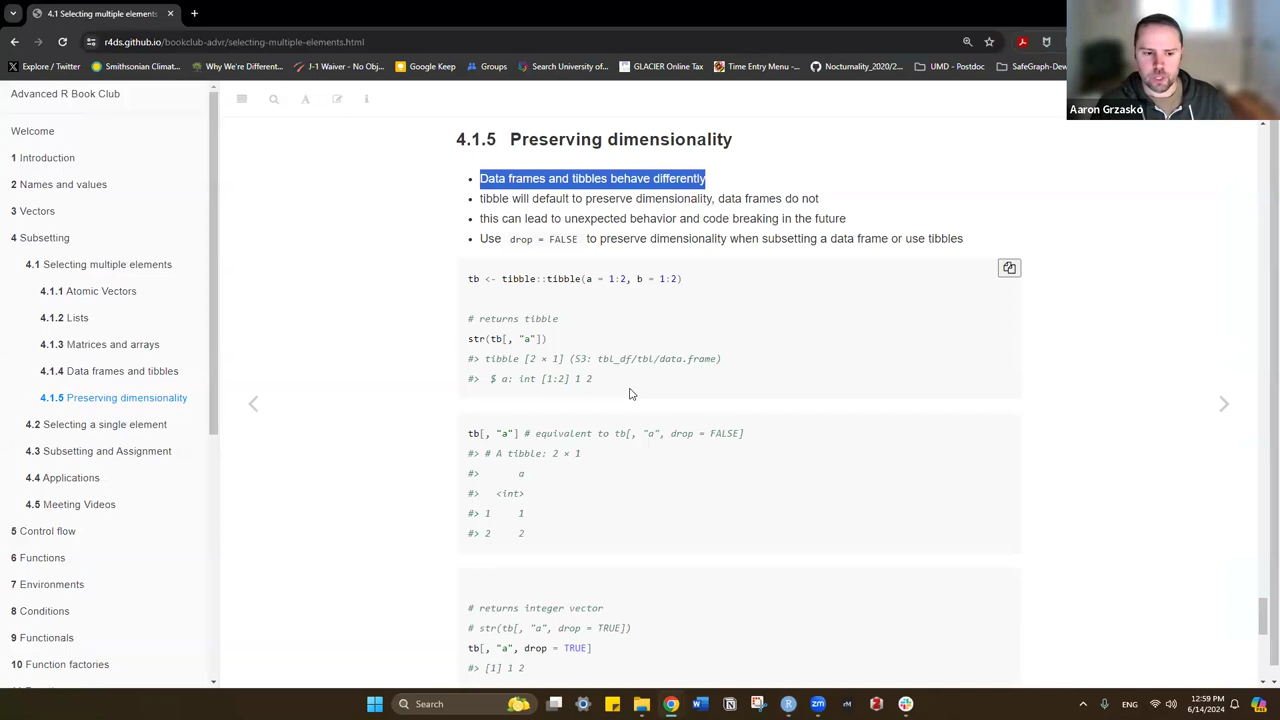 4.1 Selecting multiple elements
r4ds.github.io/bookclub-advr/selecting-multiple-elements.html
Explore / Twitter
Smithsonian Climat...
Why We're Different...
J-1 Waiver - No Ob...
Google Keep
Groups
Search University of...
GLACIER Online Tax
Time Entry Menu -...
Nocturnality_2020/2...
UMD - Postdoc
SafeGraph-Dew
Aaron Grzasko
Advanced R Book Club
Welcome
1 Introduction
2 Names and values
3 Vectors
4 Subsetting
4.1 Selecting multiple elements
4.1.1 Atomic Vectors
4.1.2 Lists
4.1.3 Matrices and arrays
4.1.4 Data frames and tibbles
4.1.5 Preserving dimensionality
4.2 Selecting a single element
4.3 Subsetting and Assignment
4.4 Applications
4.5 Meeting Videos
5 Control flow
6 Functions
7 Environments
8 Conditions
9 Functionals
10 Function factories
4.1.5 Preserving dimensionality
• Data frames and tibbles behave differently
• tibble will default to preserve dimensionality, data frames do not
• this can lead to unexpected behavior and code breaking in the future
• Use drop = FALSE to preserve dimensionality when subsetting a data frame or use tibbles
tb <- tibble::tibble(a = 1:2, b = 1:2)
# returns tibble
str(tb[, "a"])
#> tibble [2 × 1] (S3: tbl_df/tbl/data.frame)
#> $ a: int [1:2] 1 2
tb[, "a"] # equivalent to tb[, "a", drop = FALSE]
#> # A tibble: 2 × 1
#> a
#> <int>
#> 1 1
#> 2 2
# returns integer vector
# str(tb[, "a", drop = TRUE])
tb[, "a", drop = TRUE]
#> [1] 1 2
Search
ENG
12:59 PM
6/14/2024